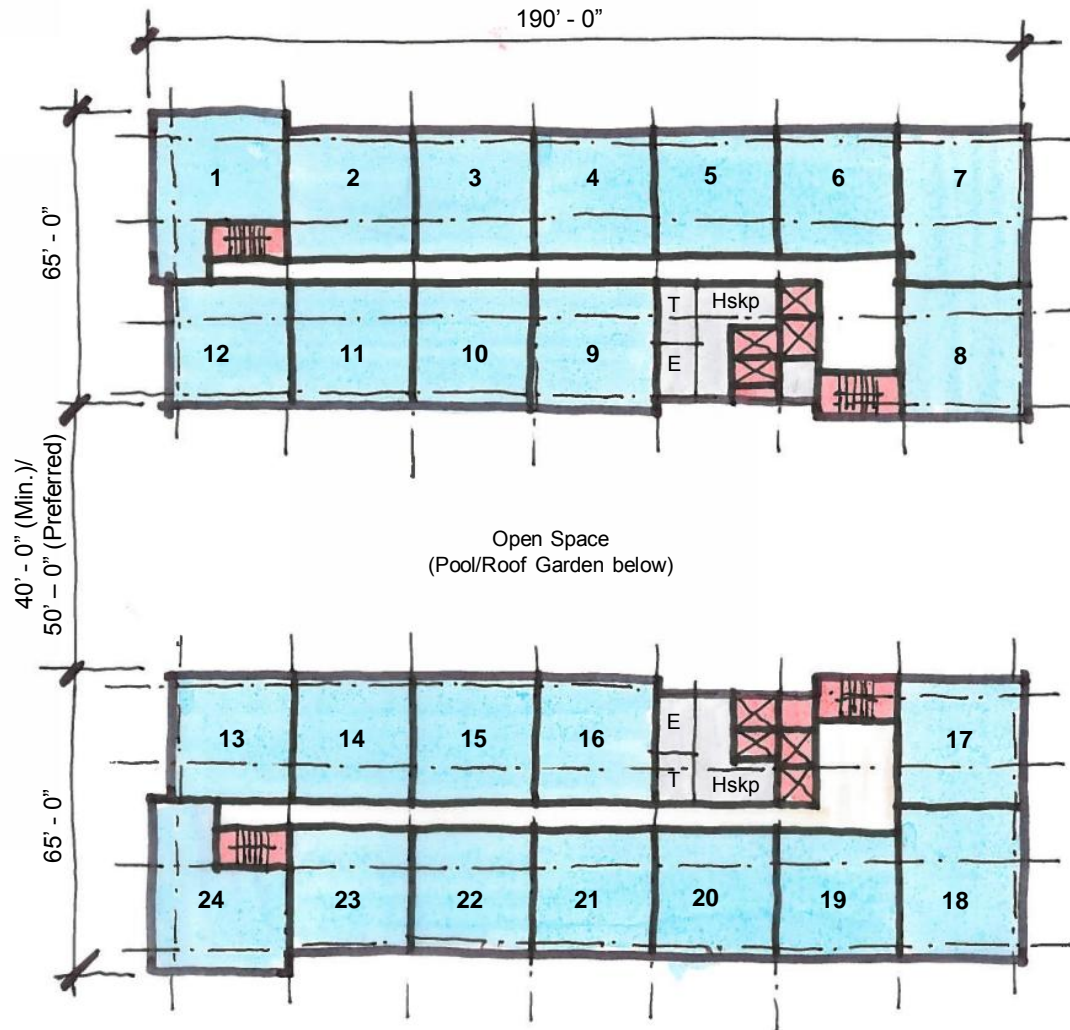 190’ - 0”
65’ - 0”
1
2
3
4
5
6
7
T
Hskp
E
12
11
10
9
8
40’ - 0” (Min.)/
50’ – 0” (Preferred)
Open Space
(Pool/Roof Garden below)
65’ - 0”
13
14
15
16
E
T
Hskp
17
24
23
22
21
20
19
18